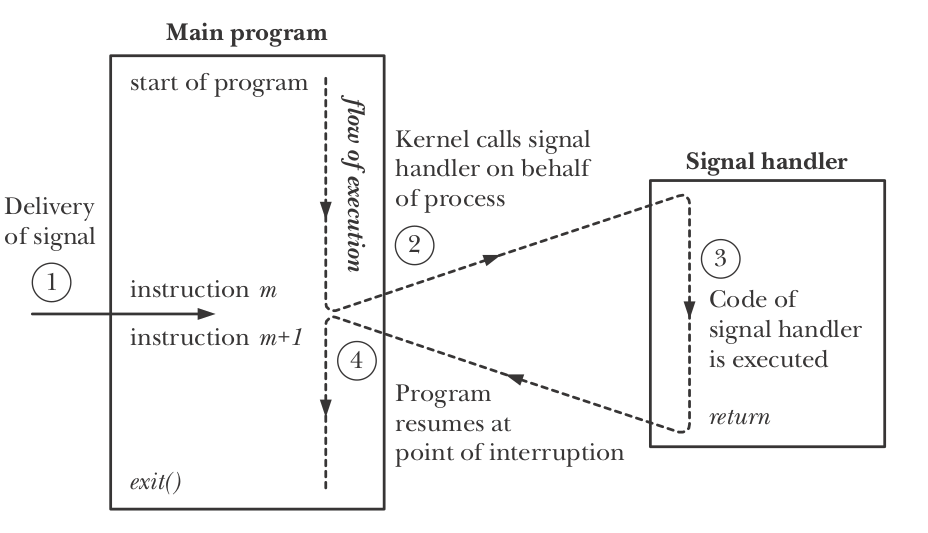 Main program
start of program
flow of execution
Kernel calls signal
handler on behalf
of process
Signal handler
Delivery
of signal
2
3
1
instruction m
Code of
signal handler
is executed
instruction m+1
4
Program
resumes at
point of interruption
return
exit()